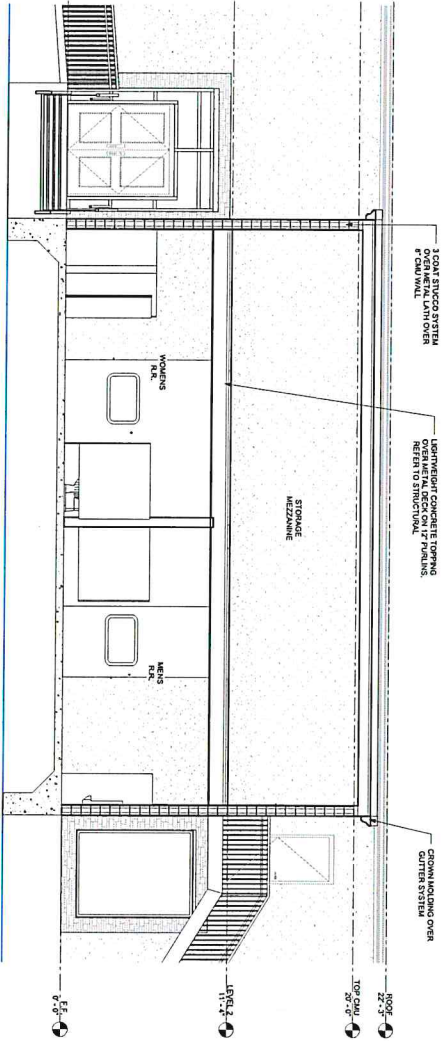 3 COAT STUCCO SYSTEM
OVER METAL LATH OVER
8" CMU WALL
LIGHTWEIGHT CONCRETE TOPPING
OVER METAL DECK ON 12" PURLINS.
REFER TO STRUCTURAL
CROWN MOLDING OVER
GUTTER SYSTEM
ROOF
22' - 3"
TOP CMU
20' - 0"
STORAGE
MEZZANINE
LEVEL 2
11' - 4"
WOMENS
R.R.
MENS
R.R.
F.F.
0' - 0"